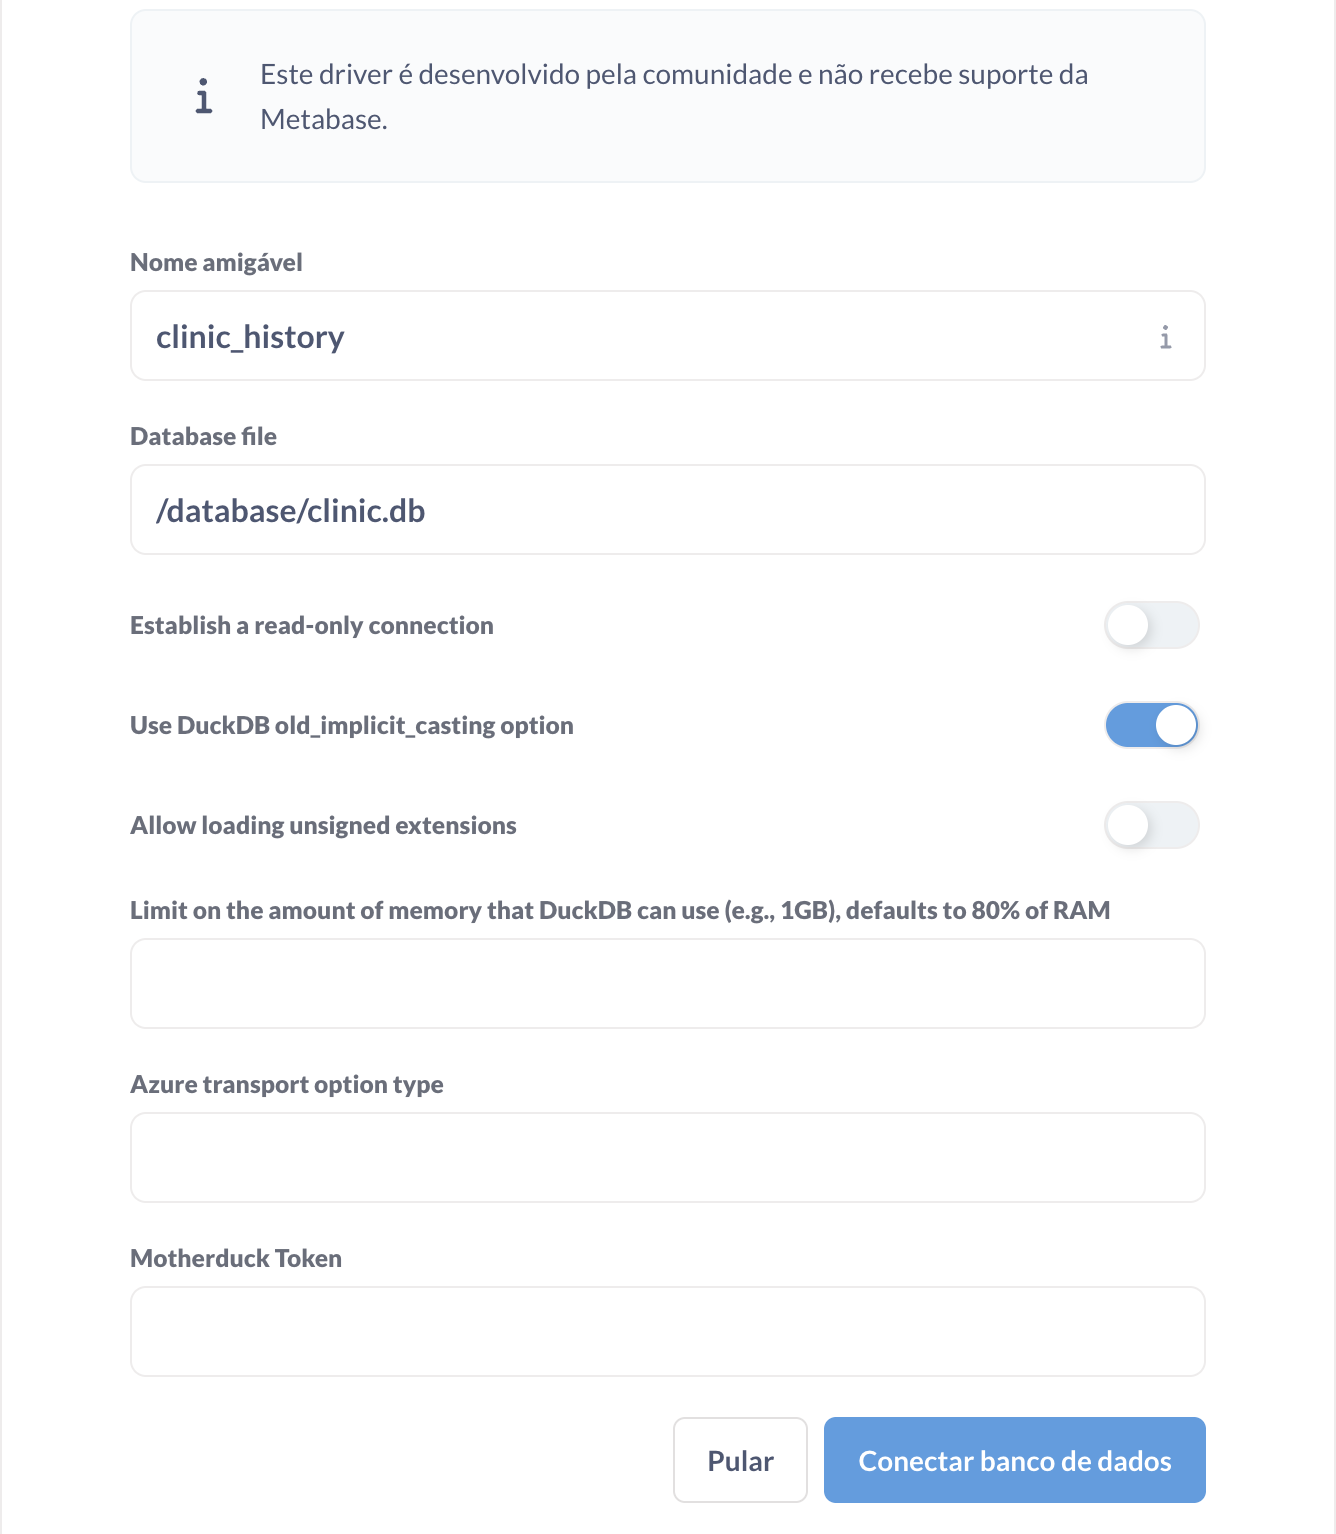 Este driver é desenvolvido pela comunidade e não recebe suporte da
Metabase.
Nome amigável
clinic_history
Database file
/database/clinic.db
Establish a read-only connection
Use DuckDB old_implicit_casting option
Allow loading unsigned extensions
Limit on the amount of memory that DuckDB can use (e.g., 1GB), defaults to 80% of RAM
Azure transport option type
Motherduck Token
Pular
Conectar banco de dados